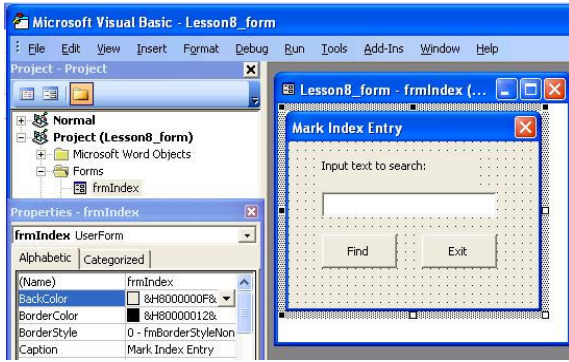 Microsoft Visual Basic - Lesson8_form
File Edit View Insert Format Debug Run Tools Add-Ins Window Help
Project - Project
Normal
Project (Lesson8_form)
Microsoft Word Objects
Forms
frmIndex
Properties - frmIndex
frmIndex UserForm
Alphabetic Categorized
(Name) frmIndex
BackColor &H8000000F&
BorderColor &H80000012&
BorderStyle 0 - fmBorderStyleNon
Caption Mark Index Entry
Lesson8_form - frmIndex (...
Mark Index Entry
Input text to search:
Find Exit